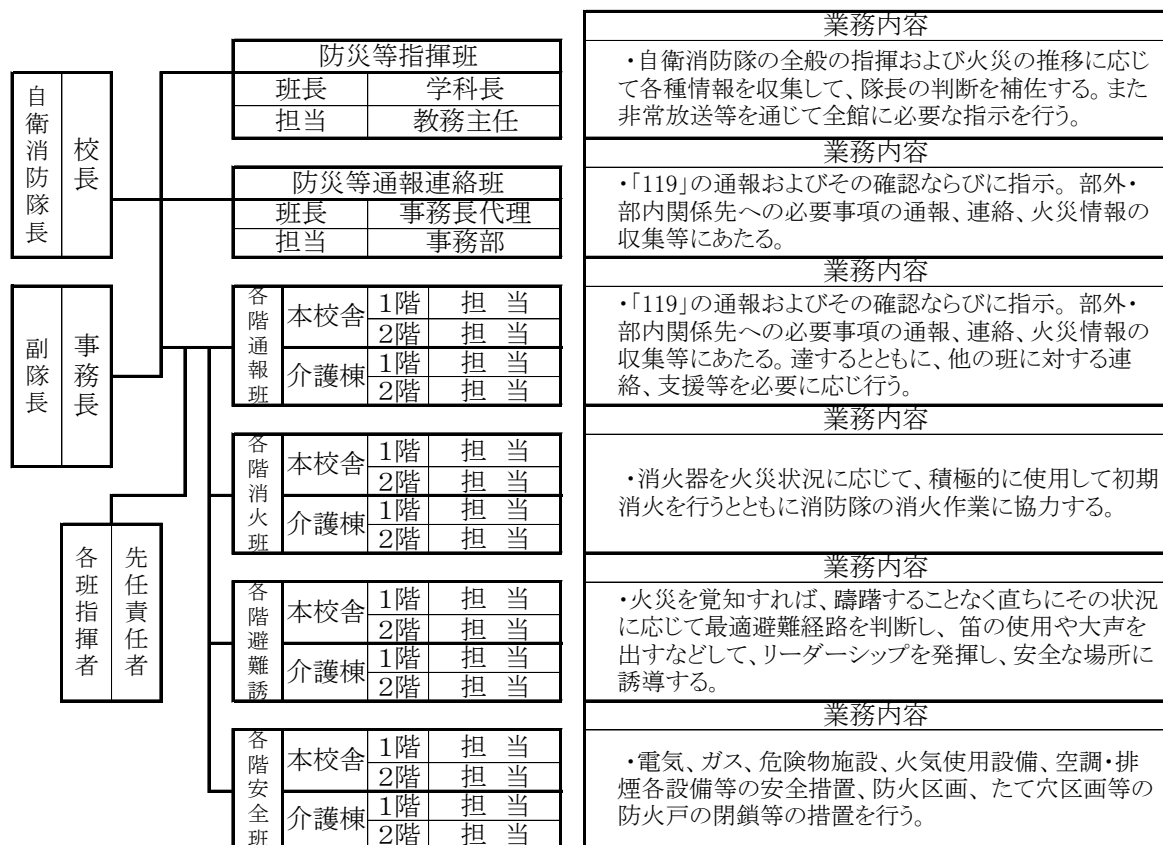 自衛消防隊長
校長
副隊長
事務長
各班指揮者
先任責任者
防災等指揮班
班長 学科長
担当 教務主任
業務内容
・自衛消防隊の全般の指揮および火災の推移に応じ
て各種情報を収集して、隊長の判断を補佐する。また
非常放送等を通じて全館に必要な指示を行う。
防災等通報連絡班
班長 事務長代理
担当 事務部
業務内容
・「119」の通報およびその確認ならびに指示。部外・
部内関係先への必要事項の通報、連絡、火災情報の
収集等にあたる。
各階通報班
本校舎 1階 担 当
2階 担 当
介護棟 1階 担 当
2階 担 当
業務内容
・「119」の通報およびその確認ならびに指示。部外・
部内関係先への必要事項の通報、連絡、火災情報の
収集等にあたる。達するとともに、他の班に対する連
絡、支援等を必要に応じ行う。
各階消火班
本校舎 1階 担 当
2階 担 当
介護棟 1階 担 当
2階 担 当
業務内容
・消火器を火災状況に応じて、積極的に使用して初期
消火を行うとともに消防隊の消火作業に協力する。
各階避難誘
本校舎 1階 担 当
2階 担 当
介護棟 1階 担 当
2階 担 当
業務内容
・火災を覚知すれば、躊躇することなく直ちにその状況
に応じて最適避難経路を判断し、笛の使用や大声を
出すなどして、リーダーシップを発揮し、安全な場所に
誘導する。
各階安全班
本校舎 1階 担 当
2階 担 当
介護棟 1階 担 当
2階 担 当
業務内容
・電気、ガス、危険物施設、火気使用設備、空調・排
煙各設備等の安全措置、防火区画、たて穴区画等の
防火戸の閉鎖等の措置を行う。